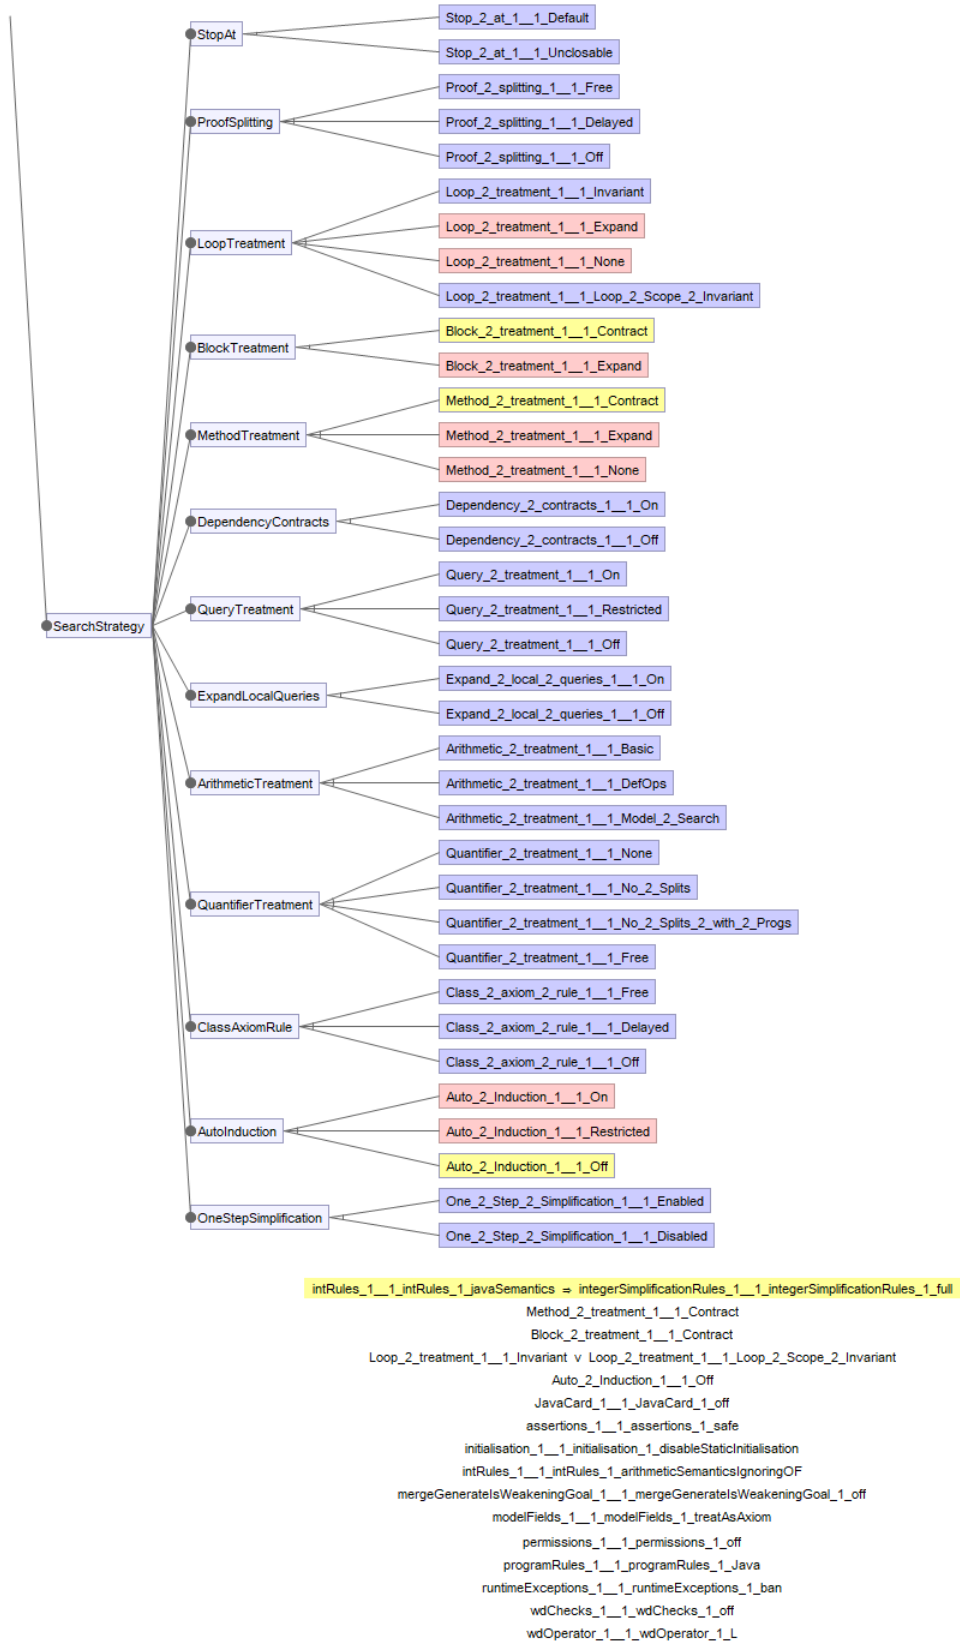 Stop_2_at_1__1_Default
StopAt
Stop_2_at_1__1_Unclosable
Proof_2_splitting_1__1_Free
ProofSplitting
Proof_2_splitting_1__1_Delayed
Proof_2_splitting_1__1_Off
Loop_2_treatment_1__1_Invariant
Loop_2_treatment_1__1_Expand
LoopTreatment
Loop_2_treatment_1__1_None
Loop_2_treatment_1__1_Loop_2_Scope_2_Invariant
Block_2_treatment_1__1_Contract
BlockTreatment
Block_2_treatment_1__1_Expand
Method_2_treatment_1__1_Contract
MethodTreatment
Method_2_treatment_1__1_Expand
Method_2_treatment_1__1_None
Dependency_2_contracts_1__1_On
DependencyContracts
Dependency_2_contracts_1__1_Off
Query_2_treatment_1__1_On
QueryTreatment
Query_2_treatment_1__1_Restricted
SearchStrategy
Query_2_treatment_1__1_Off
Expand_2_local_2_queries_1__1_On
ExpandLocalQueries
Expand_2_local_2_queries_1__1_Off
Arithmetic_2_treatment_1__1_Basic
ArithmeticTreatment
Arithmetic_2_treatment_1__1_DefOps
Arithmetic_2_treatment_1__1_Model_2_Search
Quantifier_2_treatment_1__1_None
Quantifier_2_treatment_1__1_No_2_Splits
QuantifierTreatment
Quantifier_2_treatment_1__1_No_2_Splits_2_with_2_Progs
Quantifier_2_treatment_1__1_Free
Class_2_axiom_2_rule_1__1_Free
ClassAxiomRule
Class_2_axiom_2_rule_1__1_Delayed
Class_2_axiom_2_rule_1__1_Off
Auto_2_Induction_1__1_On
AutoInduction
Auto_2_Induction_1__1_Restricted
Auto_2_Induction_1__1_Off
One_2_Step_2_Simplification_1__1_Enabled
OneStepSimplification
One_2_Step_2_Simplification_1__1_Disabled
intRules_1__1_intRules_1_javaSemantics ⇒ integerSimplificationRules_1__1_integerSimplificationRules_1_full
Method_2_treatment_1__1_Contract
Block_2_treatment_1__1_Contract
Loop_2_treatment_1__1_Invariant ∨ Loop_2_treatment_1__1_Loop_2_Scope_2_Invariant
Auto_2_Induction_1__1_Off
JavaCard_1__1_JavaCard_1_off
assertions_1__1_assertions_1_safe
initialisation_1__1_initialisation_1_disableStaticInitialisation
intRules_1__1_intRules_1_arithmeticSemanticsIgnoringOF
mergeGenerateIsWeakeningGoal_1__1_mergeGenerateIsWeakeningGoal_1_off
modelFields_1__1_modelFields_1_treatAsAxiom
permissions_1__1_permissions_1_off
programRules_1__1_programRules_1_Java
runtimeExceptions_1__1_runtimeExceptions_1_ban
wdChecks_1__1_wdChecks_1_off
wdOperator_1__1_wdOperator_1_L